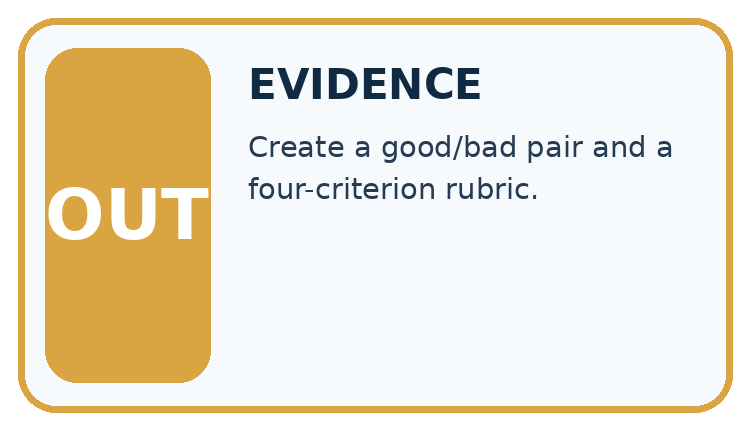 OUT
EVIDENCE
Create a good/bad pair and a
four-criterion rubric.